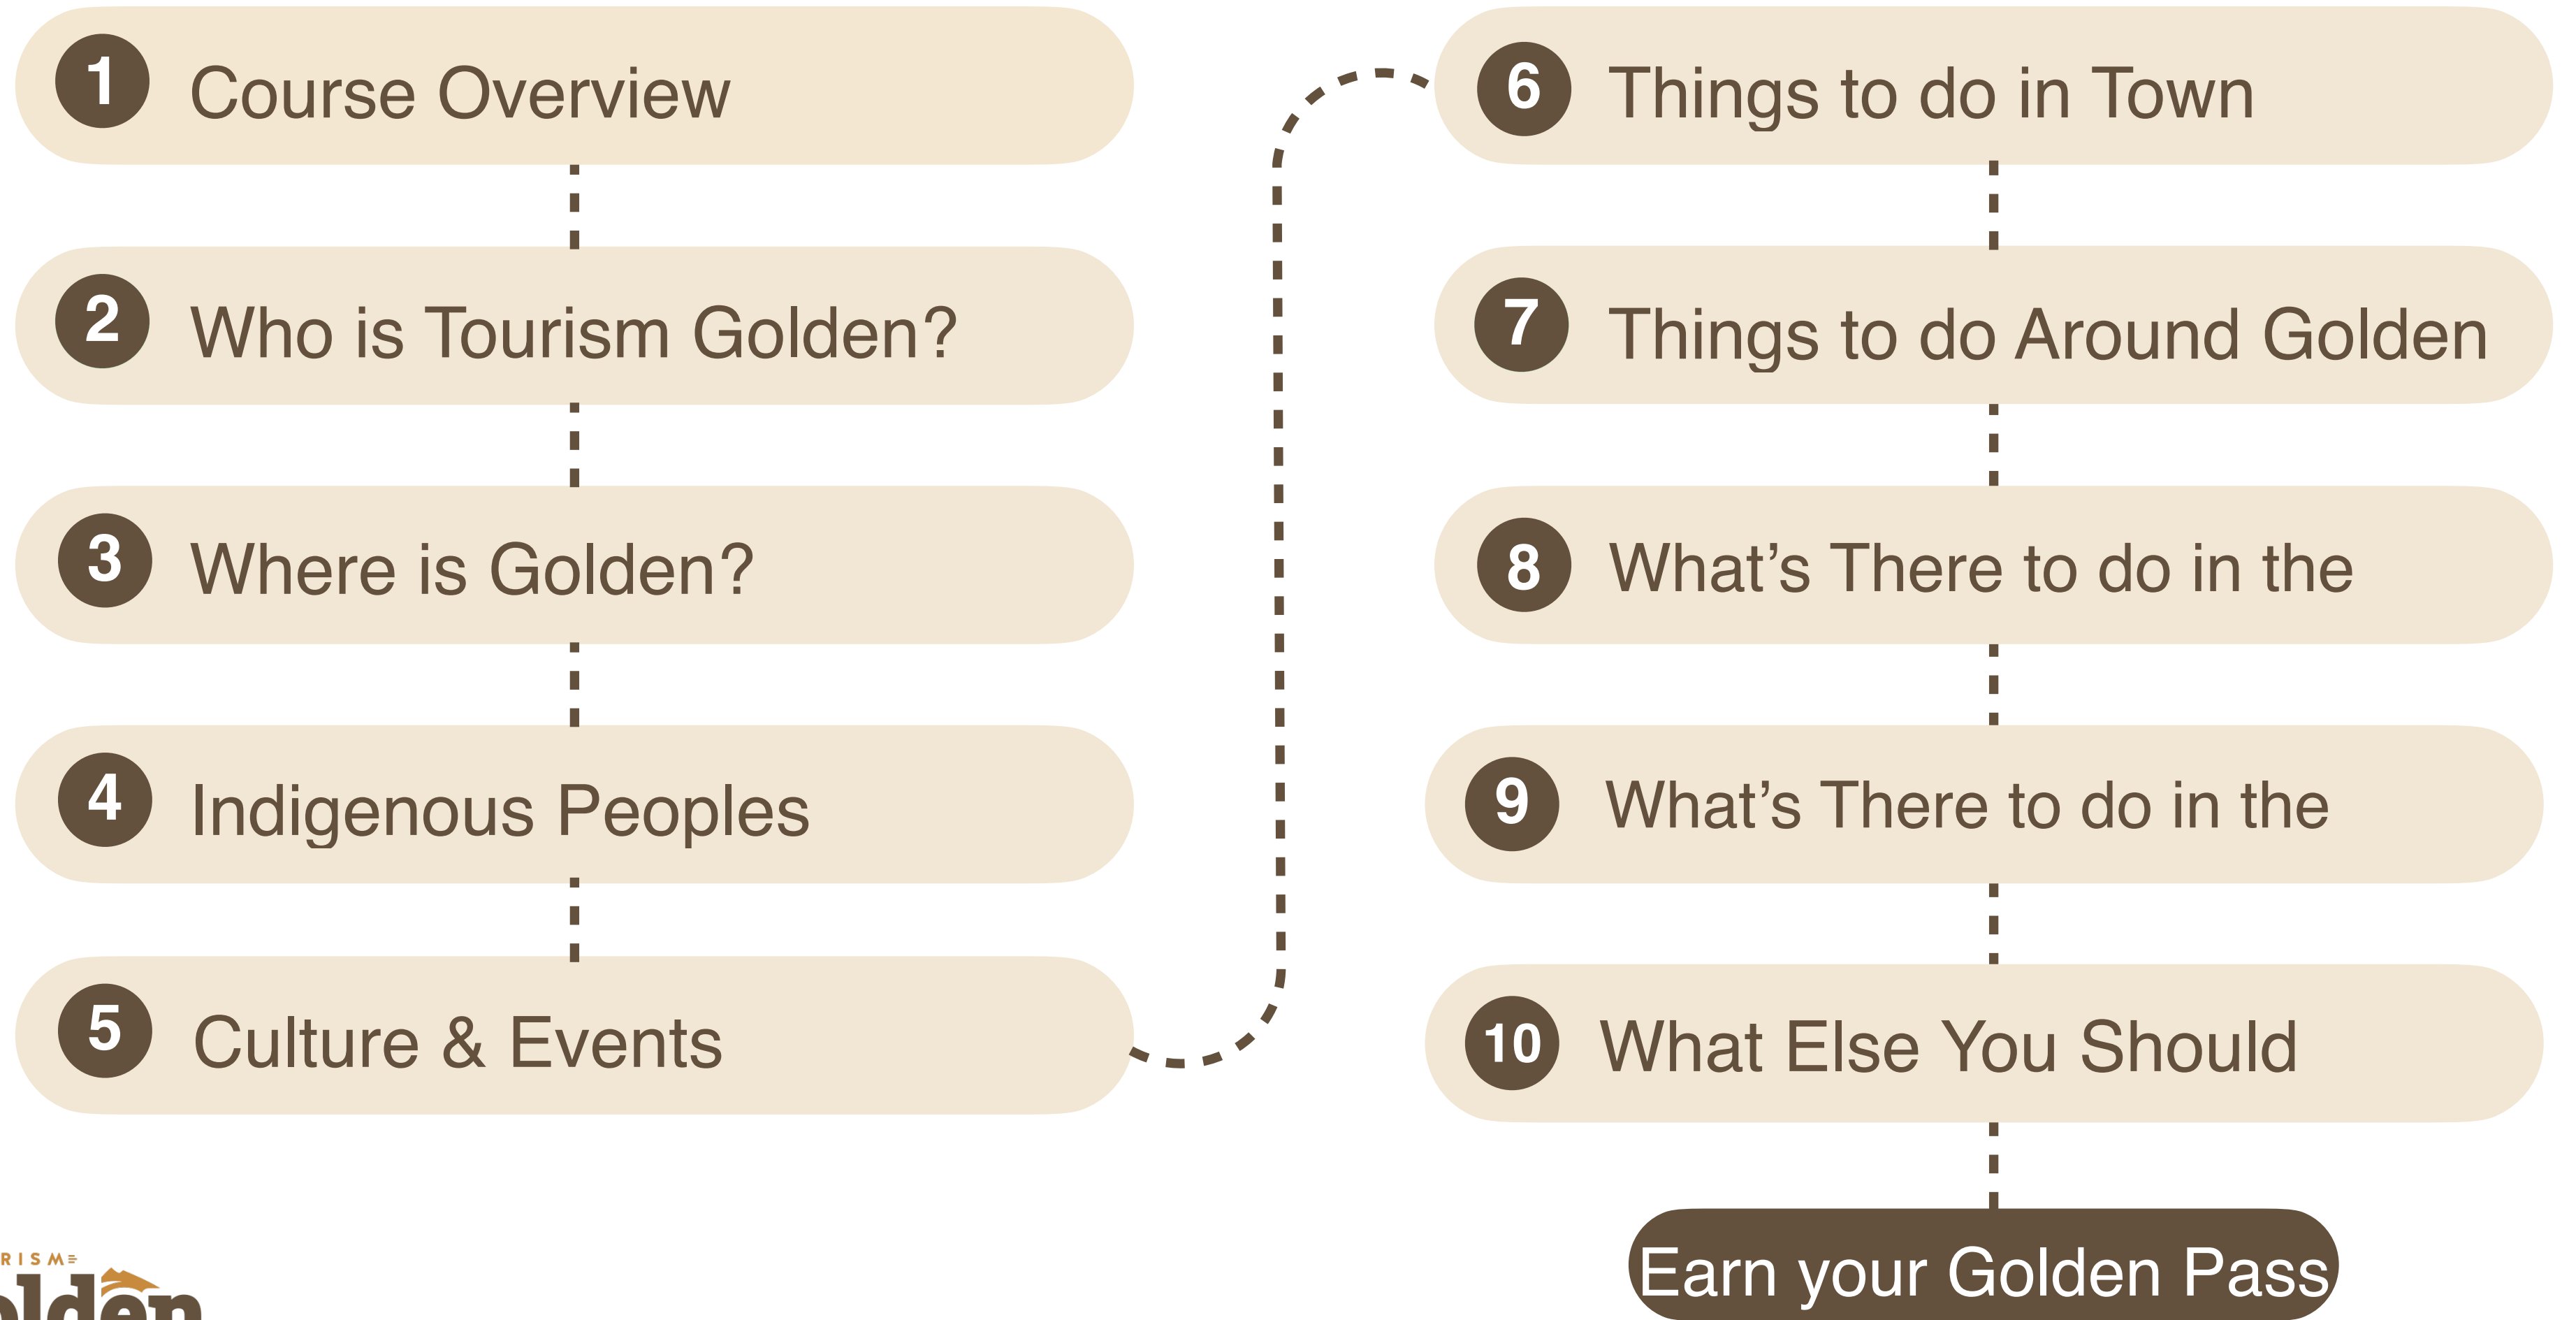 1 Course Overview
2 Who is Tourism Golden?
3 Where is Golden?
4 Indigenous Peoples
5 Culture & Events
6 Things to do in Town
7 Things to do Around Golden
8 What’s There to do in the
9 What’s There to do in the
10 What Else You Should
Earn your Golden Pass